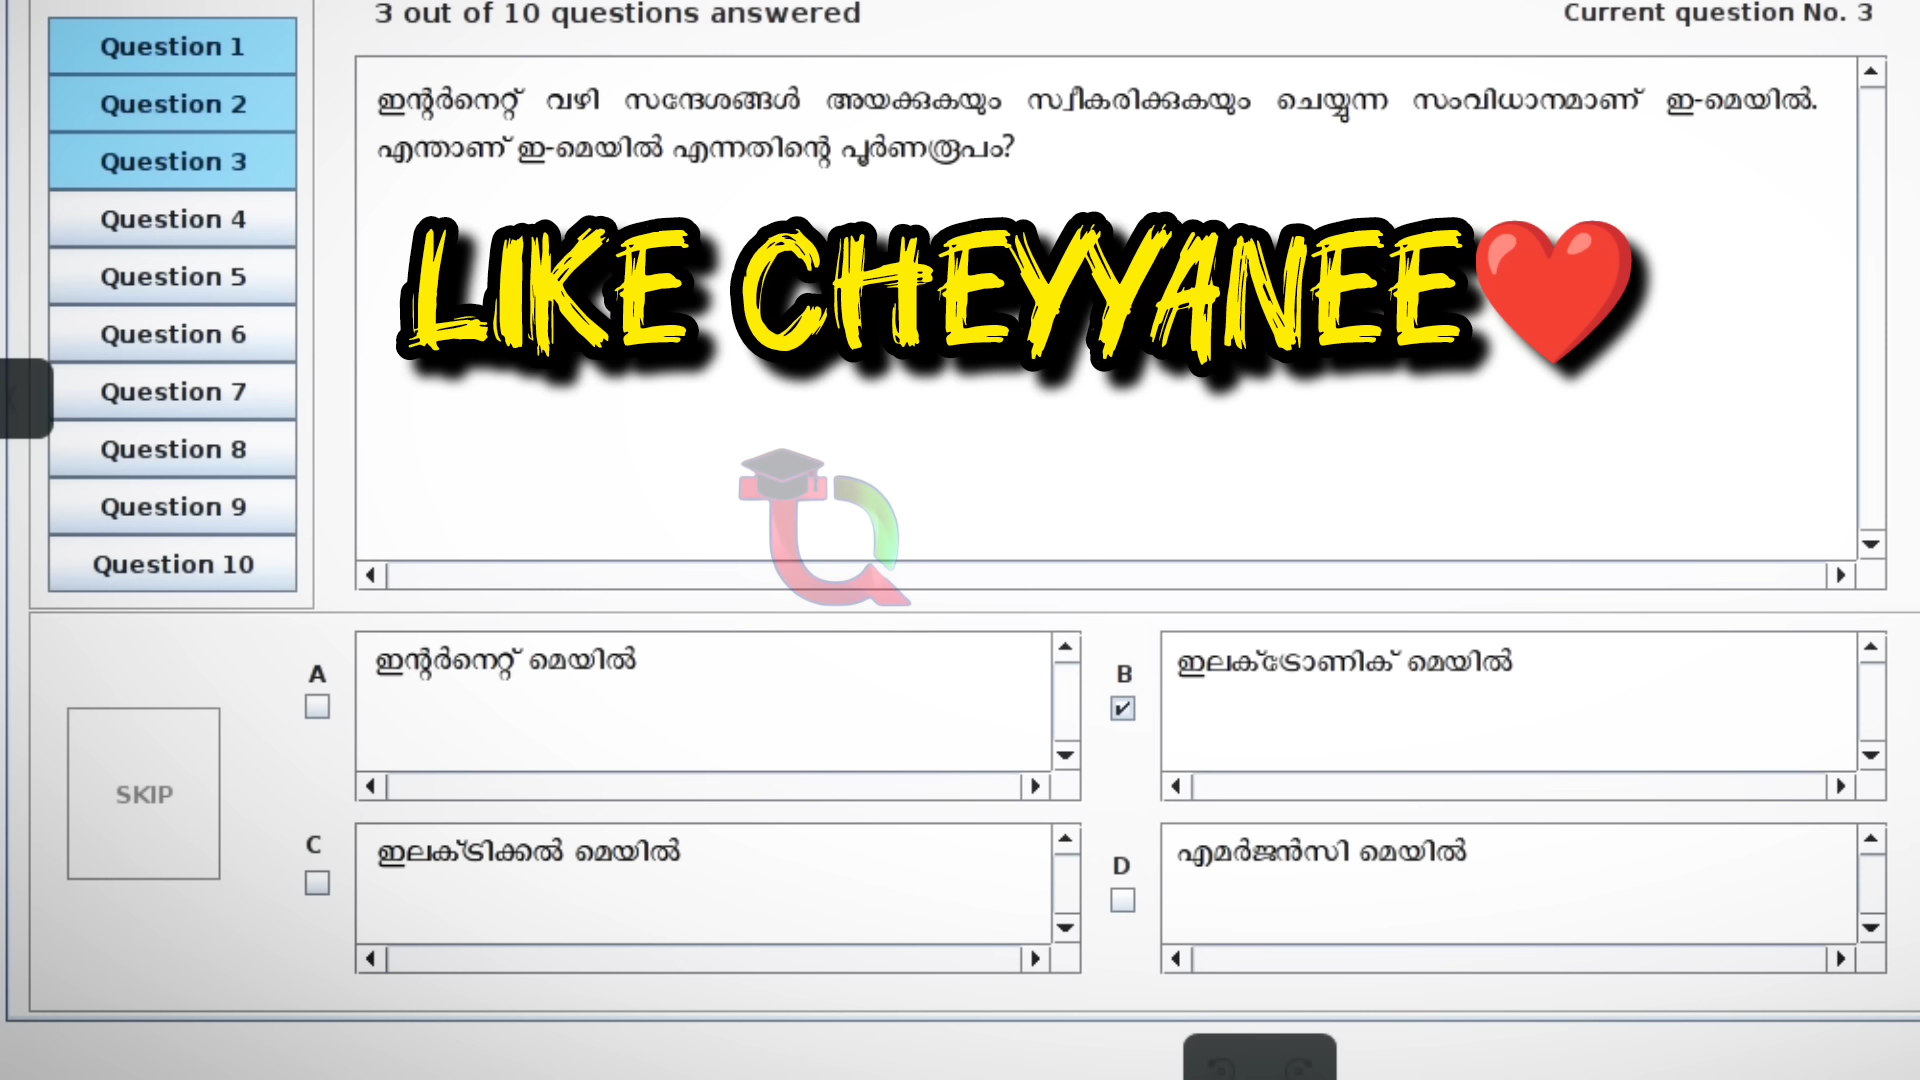 3 out of 10 questions answered
Current question No. 3
Question 1
Question 2
Question 3
Question 4
Question 5
Question 6
Question 7
Question 8
Question 9
Question 10
ഇന്റർനെറ്റ് വഴി സന്ദേശങ്ങൾ അയക്കുകയും സ്വീകരിക്കുകയും ചെയ്യുന്ന സംവിധാനമാണ് ഇ-മെയിൽ.
എന്താണ് ഇ-മെയിൽ എന്നതിന്റെ പൂർണരൂപം?
LIKE CHEYYANEE❤️
SKIP
A
ഇന്റർനെറ്റ് മെയിൽ
B
ഇലക്ട്രോണിക് മെയിൽ
C
ഇലക്ട്രിക്കൽ മെയിൽ
D
എമർജൻസി മെയിൽ